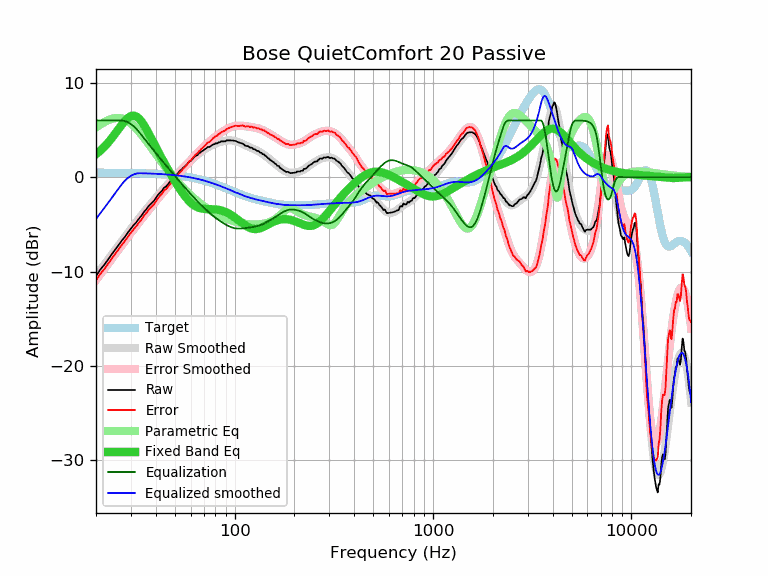 Bose QuietComfort 20 Passive
Amplitude (dBr)
10
0
−10
−20
−30
Target
Raw Smoothed
Error Smoothed
Raw
Error
Parametric Eq
Fixed Band Eq
Equalization
Equalized smoothed
100
1000
10000
Frequency (Hz)